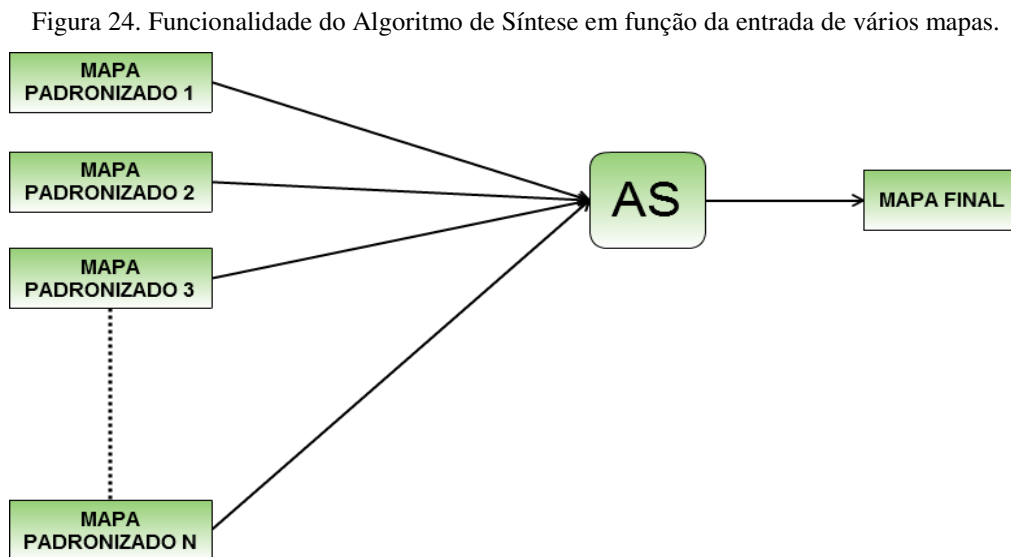 Figura 24. Funcionalidade do Algoritmo de Síntese em função da entrada de vários mapas.
MAPA
PADRONIZADO 1
MAPA
PADRONIZADO 2
MAPA
PADRONIZADO 3
AS
MAPA FINAL
MAPA
PADRONIZADO N